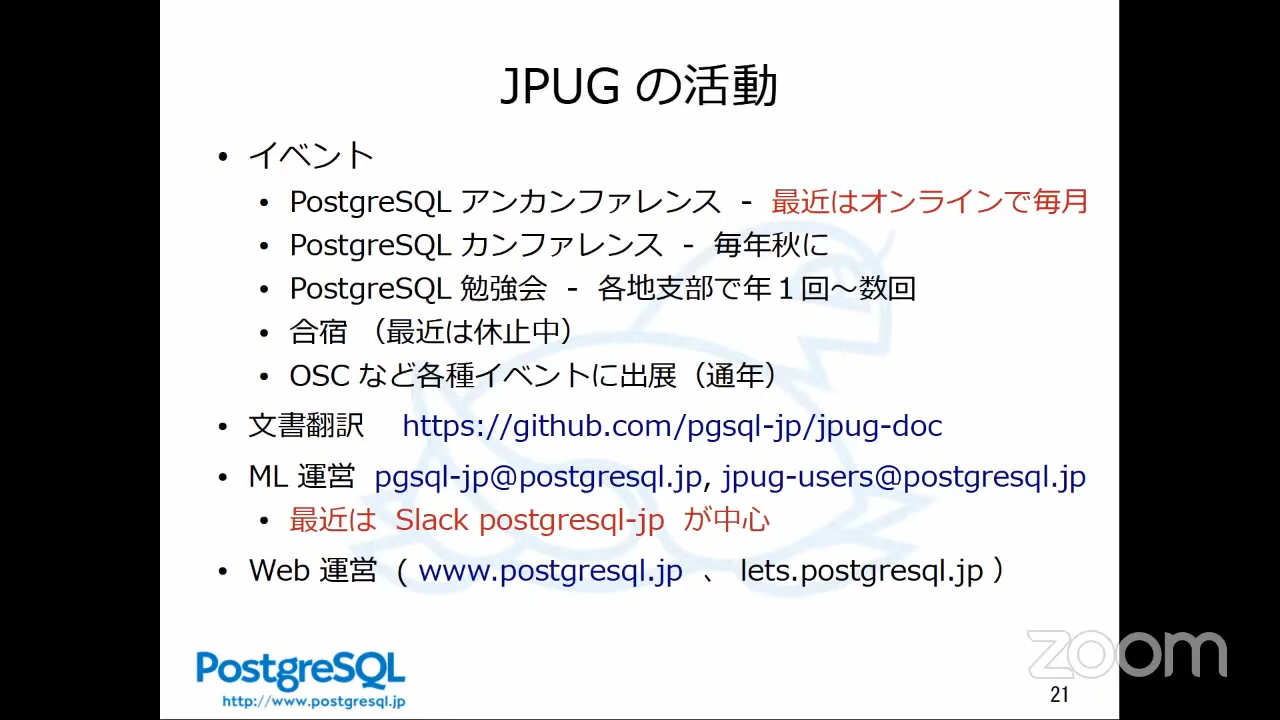 JPUG の活動
• イベント
• PostgreSQL アンカンファレンス - 最近はオンラインで毎月
• PostgreSQL カンファレンス - 毎年秋に
• PostgreSQL 勉強会 - 各地支部で年１回～数回
• 合宿 （最近は休止中）
• OSC など各種イベントに出展（通年）
• 文書翻訳 https://github.com/pgsql-jp/jpug-doc
• ML 運営 pgsql-jp@postgresql.jp, jpug-users@postgresql.jp
• 最近は Slack postgresql-jp が中心
• Web 運営 （ www.postgresql.jp 、 lets.postgresql.jp ）
PostgreSQL
http://www.postgresql.jp
zoom
21